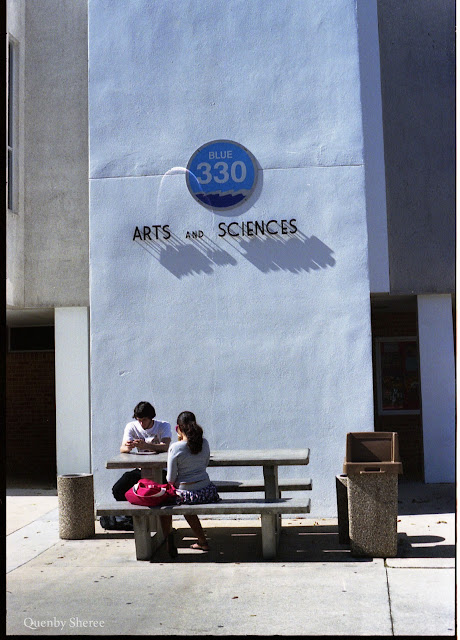 BLUE
330
ARTS AND SCIENCES
Quenby Sheree